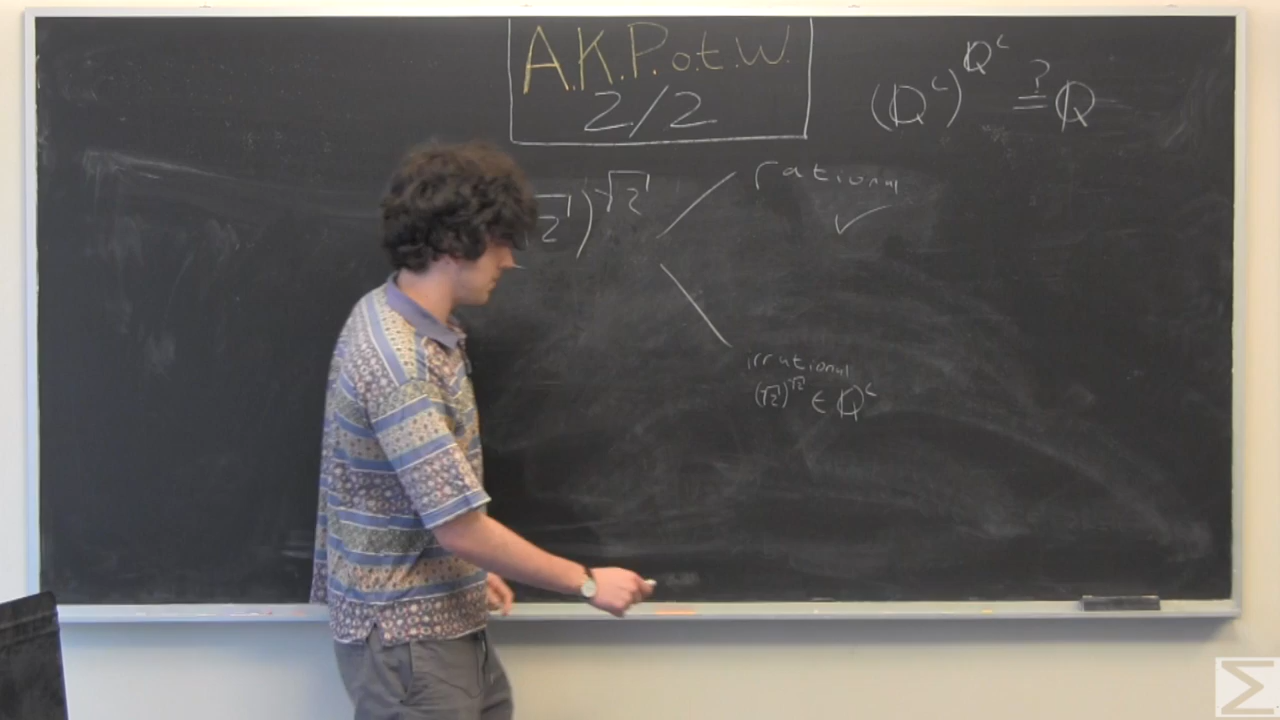 A.K.P.o.t.W.
2/2
(ℚᶜ)^ℚᶜ ≟ ℚ
√2)^√2
rational
✓
irrational
(√2)^√2 ∈ ℚᶜ
Σ